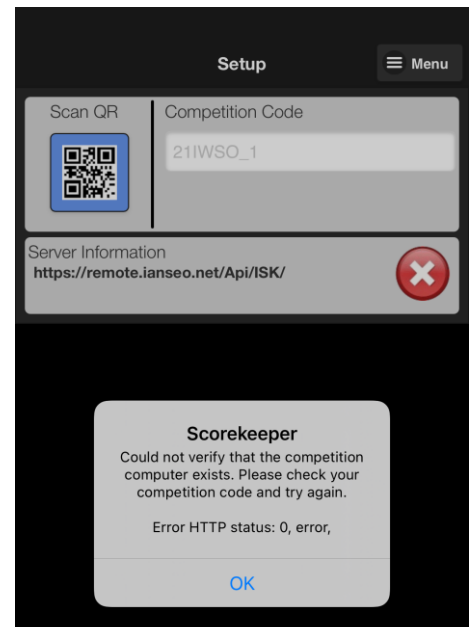 Setup
Menu
Scan QR
Competition Code
21IWSO_1
Server Information
https://remote.ianseo.net/Api/ISK/
Scorekeeper
Could not verify that the competition
computer exists. Please check your
competition code and try again.
Error HTTP status: 0, error,
OK